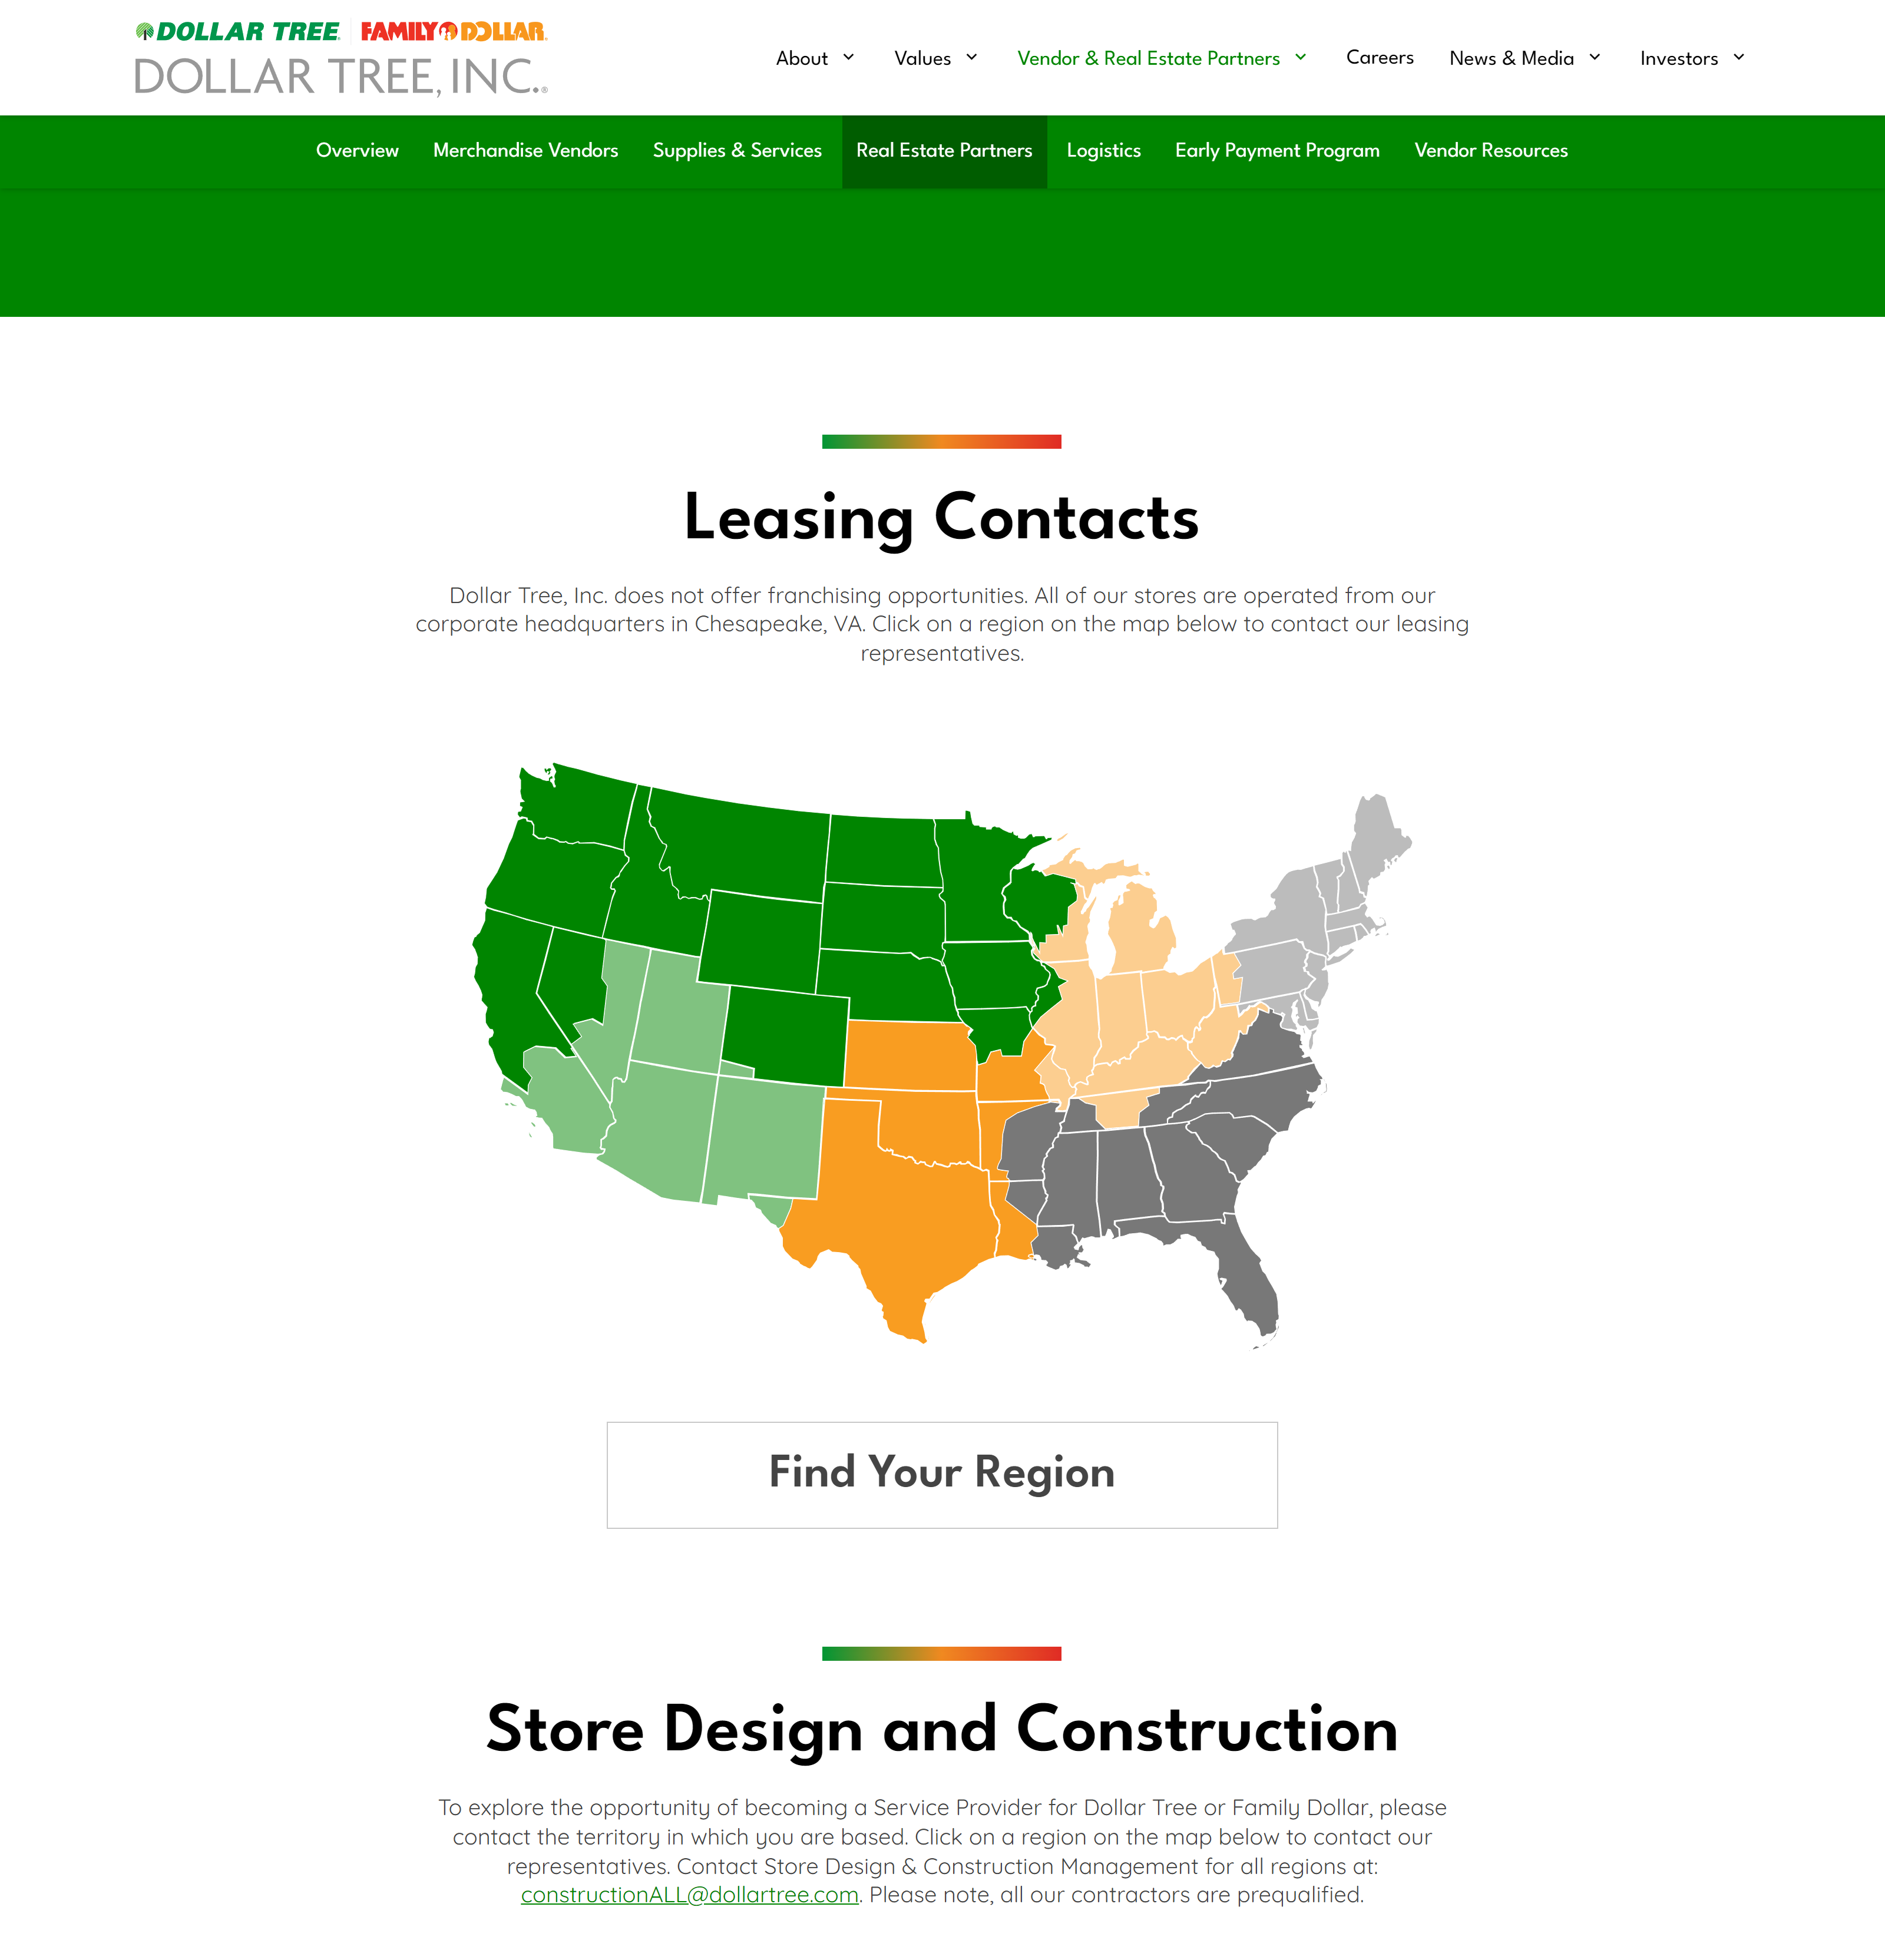 DOLLAR TREE FAMILY DOLLAR
DOLLAR TREE, INC.®
About Values Vendor & Real Estate Partners Careers News & Media Investors
Overview Merchandise Vendors Supplies & Services Real Estate Partners Logistics Early Payment Program Vendor Resources
Leasing Contacts
Dollar Tree, Inc. does not offer franchising opportunities. All of our stores are operated from our
corporate headquarters in Chesapeake, VA. Click on a region on the map below to contact our leasing
representatives.
Find Your Region
Store Design and Construction
To explore the opportunity of becoming a Service Provider for Dollar Tree or Family Dollar, please
contact the territory in which you are based. Click on a region on the map below to contact our
representatives. Contact Store Design & Construction Management for all regions at:
constructionALL@dollartree.com. Please note, all our contractors are prequalified.